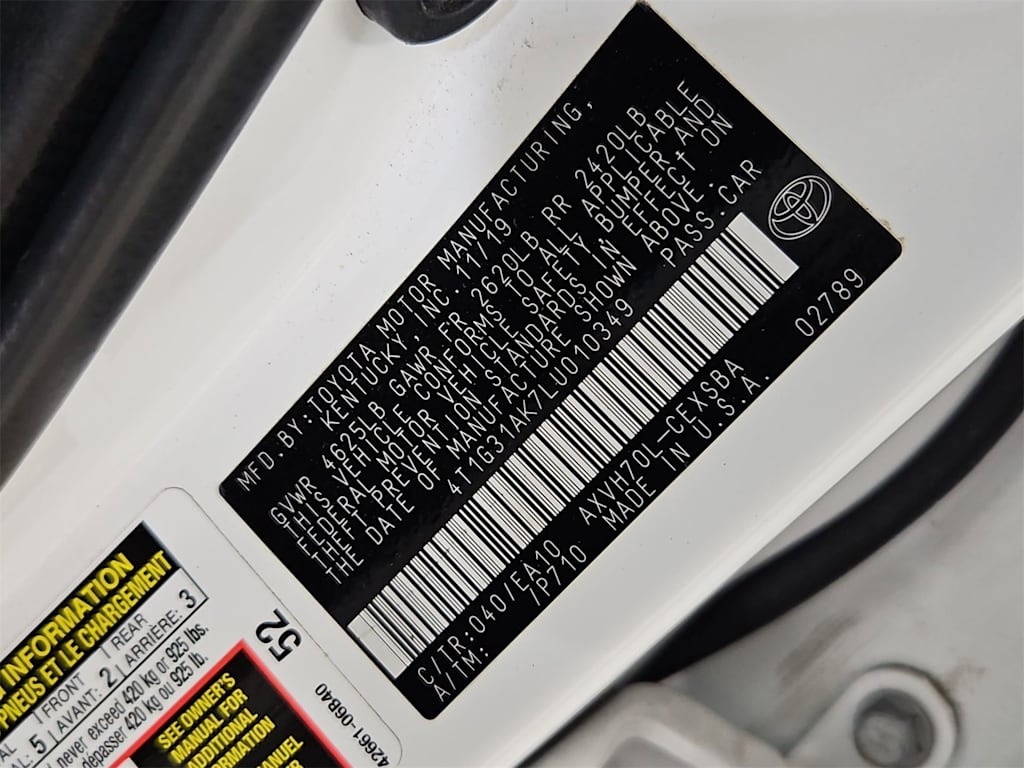 MFD.BY:TOYOTA MOTOR MANUFACTURING,
KENTUCKY,INC 11/19
GVWR 4625LB GAWR FR 2620LB RR 2420LB
THIS VEHICLE CONFORMS TO ALL APPLICABLE
FEDERAL MOTOR VEHICLE SAFETY BUMPER AND
THEFT PREVENTION STANDARDS IN EFFECT ON
THE DATE OF MANUFACTURE SHOWN ABOVE.
4T1G31AK7LU010349 PASS.CAR
C/TR:040/EA10 AXVH70L-CEXSBA 02789
A/TM: /P710 MADE IN U.S.A.
INFORMATION
PNEUS ET LE CHARGEMENT
FRONT REAR
AL: 5 AVANT: 2 ARRIÈRE: 3
never exceed 420 kg or 925 lbs.
dépasser 420 kg ou 925 lb.
SEE OWNER'S
MANUAL FOR
ADDITIONAL
INFORMATION
MANUEL
52
42661-06B40